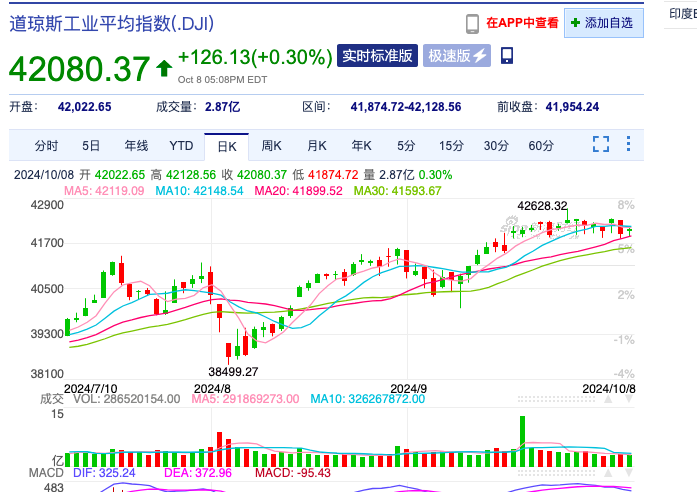 道琼斯工业平均指数(.DJI)
在APP中查看
添加自选
印度
42080.37
+126.13(+0.30%)
实时标准版
极速版
Oct 8 05:08PM EDT
开盘: 42,022.65 成交量: 2.87亿 区间: 41,874.72-42,128.56 前收盘: 41,954.24
分时 5日 年线 YTD 日K 周K 月K 年K 5分 15分 30分 60分
2024/10/08 开 42022.65 高 42128.56 收 42080.37 低 41874.72 量 2.87亿 0.30%
MA5: 42119.09 MA10: 42148.54 MA20: 41899.52 MA30: 41593.67
42900 42628.32 8%
41700 5%
40500 2%
39300 -1%
38100 38499.27 -4%
2024/7/10 2024/8 2024/9 2024/10/8
成交 VOL: 286520154.00 MA5: 291869273.00 MA10: 326267872.00
15
亿
MACD DIF: 325.24 DEA: 372.96 MACD: -95.43
483